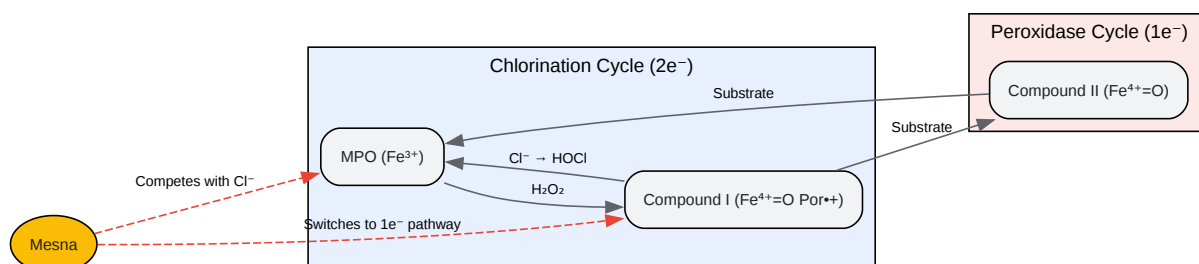 Peroxidase Cycle (1e⁻)
Chlorination Cycle (2e⁻)
Compound II (Fe⁴⁺=O)
Substrate
Substrate
MPO (Fe³⁺)
Cl⁻ → HOCl
H₂O₂
Compound I (Fe⁴⁺=O Por•+)
Competes with Cl⁻
Switches to 1e⁻ pathway
Mesna